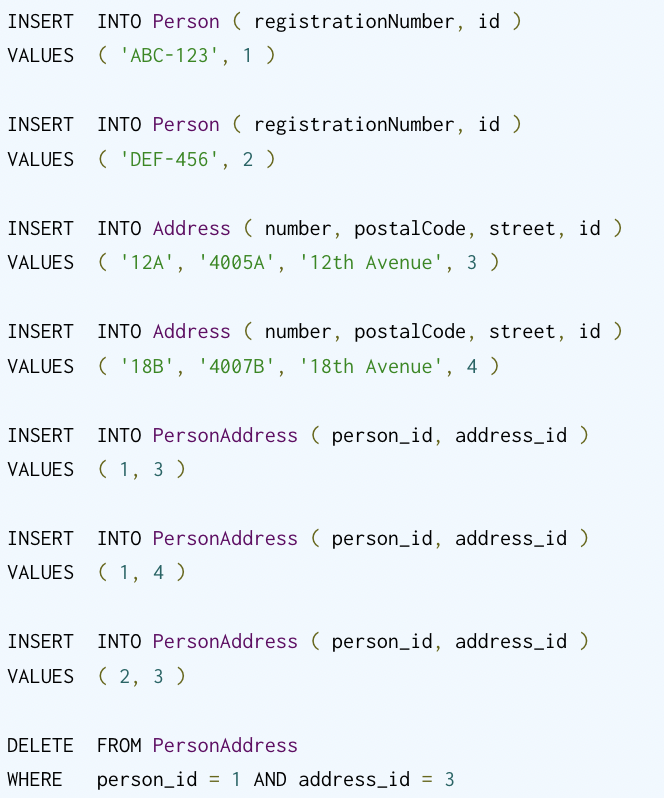 INSERT  INTO Person ( registrationNumber, id )
VALUES  ( 'ABC-123', 1 )

INSERT  INTO Person ( registrationNumber, id )
VALUES  ( 'DEF-456', 2 )

INSERT  INTO Address ( number, postalCode, street, id )
VALUES  ( '12A', '4005A', '12th Avenue', 3 )

INSERT  INTO Address ( number, postalCode, street, id )
VALUES  ( '18B', '4007B', '18th Avenue', 4 )

INSERT  INTO PersonAddress ( person_id, address_id )
VALUES  ( 1, 3 )

INSERT  INTO PersonAddress ( person_id, address_id )
VALUES  ( 1, 4 )

INSERT  INTO PersonAddress ( person_id, address_id )
VALUES  ( 2, 3 )

DELETE  FROM PersonAddress
WHERE   person_id = 1 AND address_id = 3